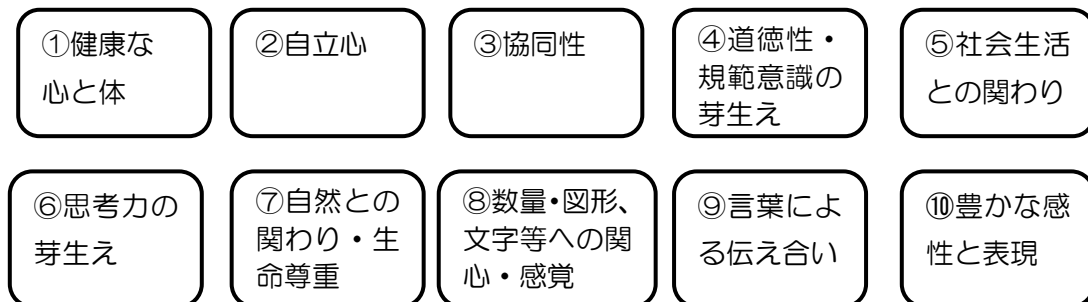 ①健康な
心と体
②自立心
③協同性
④道徳性・
規範意識の
芽生え
⑤社会生活
との関わり
⑥思考力の
芽生え
⑦自然との
関わり・生
命尊重
⑧数量・図形、
文字等への関
心・感覚
⑨言葉によ
る伝え合い
⑩豊かな感
性と表現